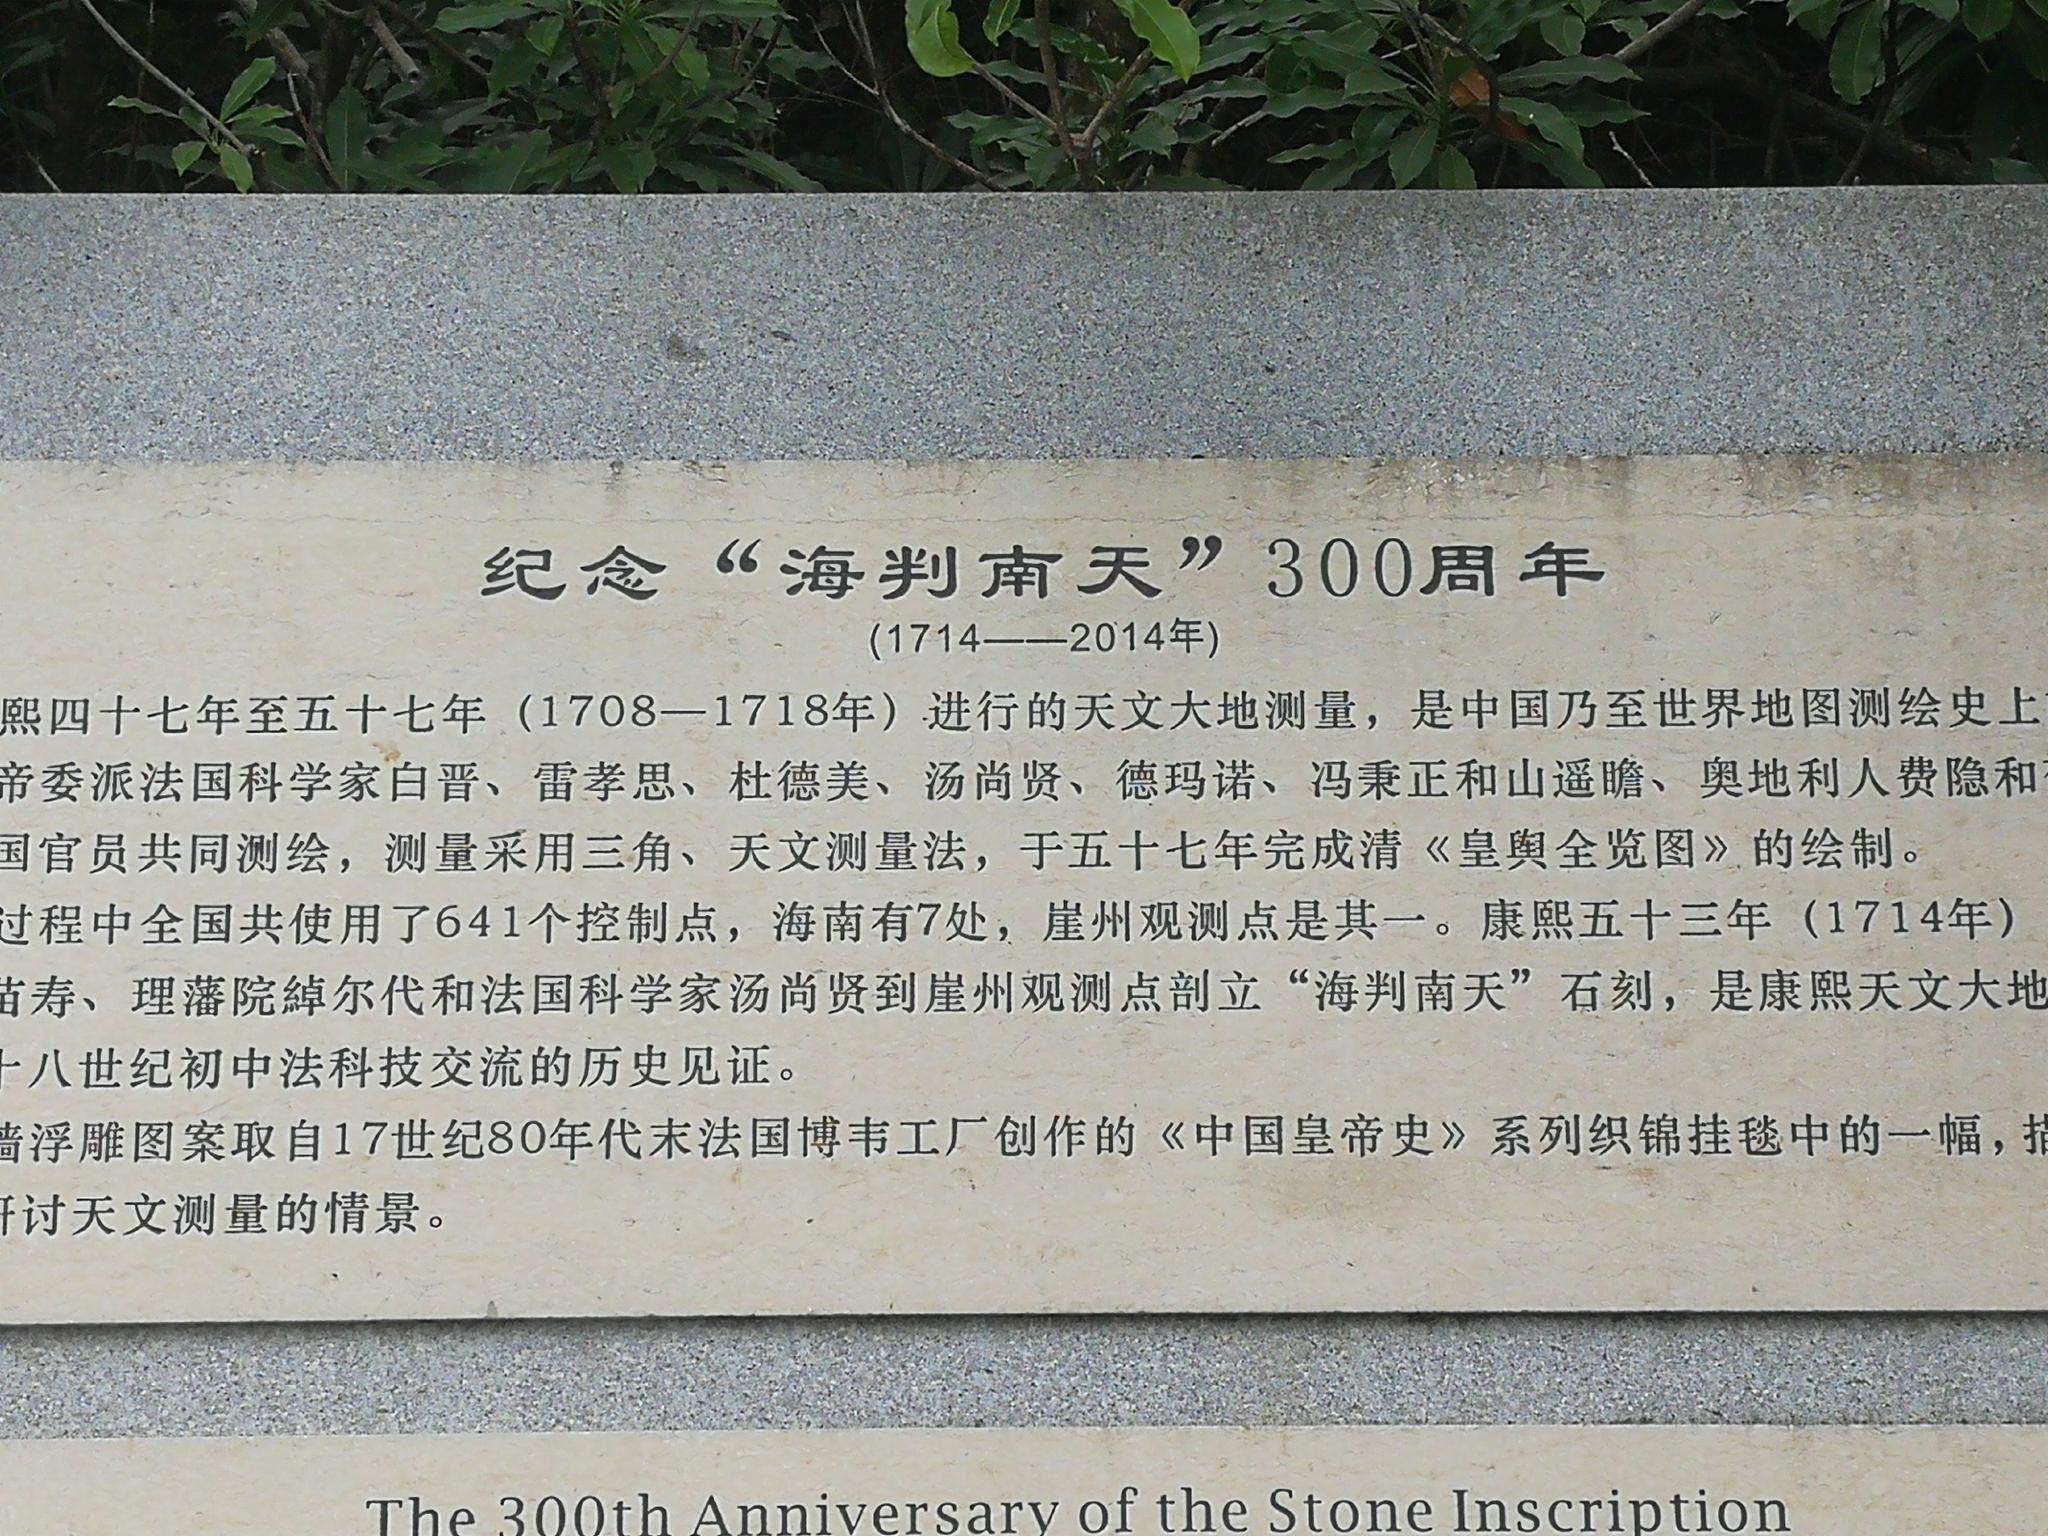 纪念“海判南天”300周年
(1714——2014年)
熙四十七年至五十七年（1708—1718年）进行的天文大地测量，是中国乃至世界地图测绘史上
帝委派法国科学家白晋、雷孝思、杜德美、汤尚贤、德玛诺、冯秉正和山遥瞻、奥地利人费隐和
国官员共同测绘，测量采用三角、天文测量法，于五十七年完成清《皇舆全览图》的绘制。
过程中全国共使用了641个控制点，海南有7处，崖州观测点是其一。康熙五十三年（1714年）
苗寿、理藩院綽尔代和法国科学家汤尚贤到崖州观测点剖立“海判南天”石刻，是康熙天文大地
十八世纪初中法科技交流的历史见证。
墙浮雕图案取自17世纪80年代末法国博韦工厂创作的《中国皇帝史》系列织锦挂毯中的一幅，描
研讨天文测量的情景。
The 300th Anniversary of the Stone Inscription